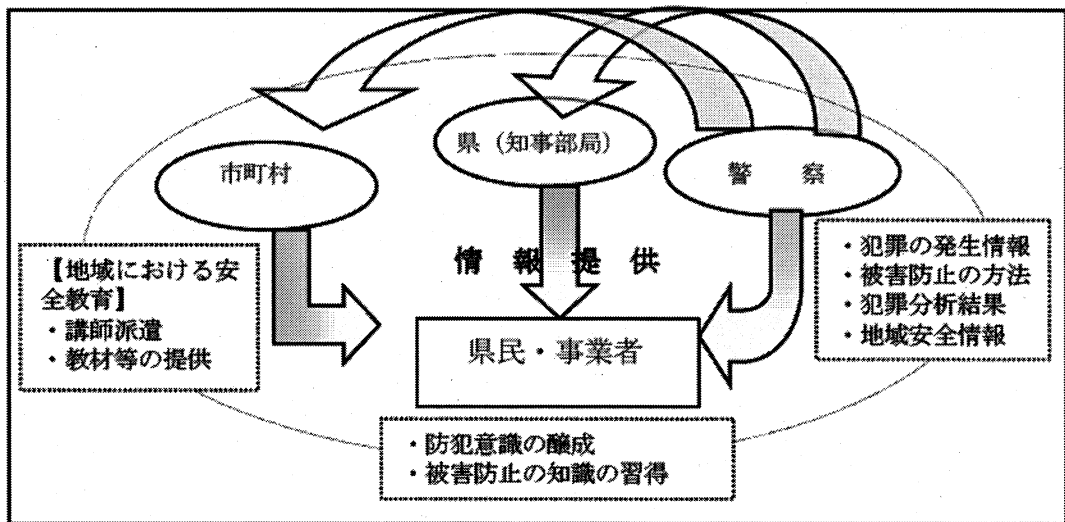 市町村
県（知事部局）
警　察
情　報　提　供
【地域における安
全教育】
・講師派遣
・教材等の提供
・犯罪の発生情報
・被害防止の方法
・犯罪分析結果
・地域安全情報
県民・事業者
・防犯意識の醸成
・被害防止の知識の習得